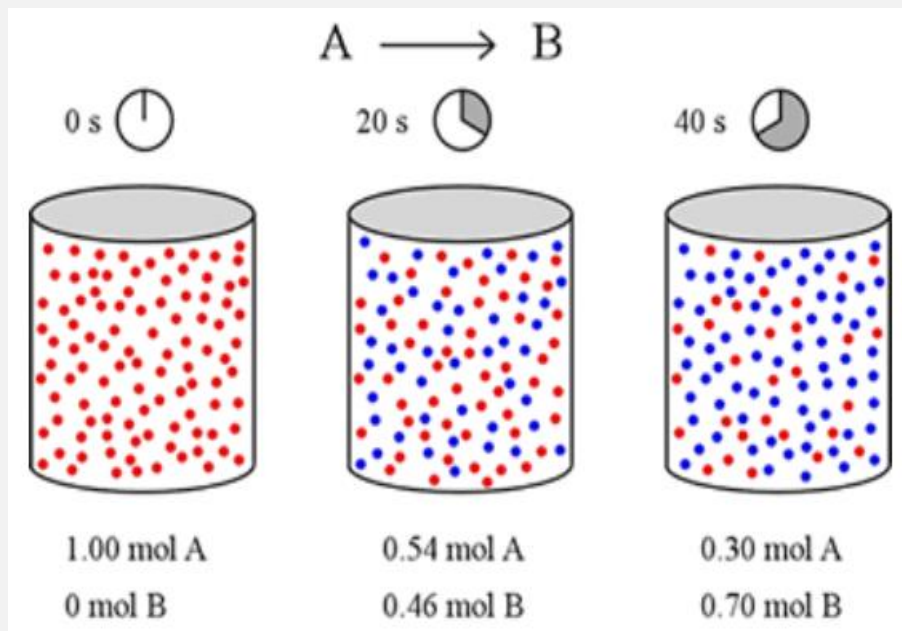 A → B
0 s
20 s
40 s
1.00 mol A
0.54 mol A
0.30 mol A
0 mol B
0.46 mol B
0.70 mol B